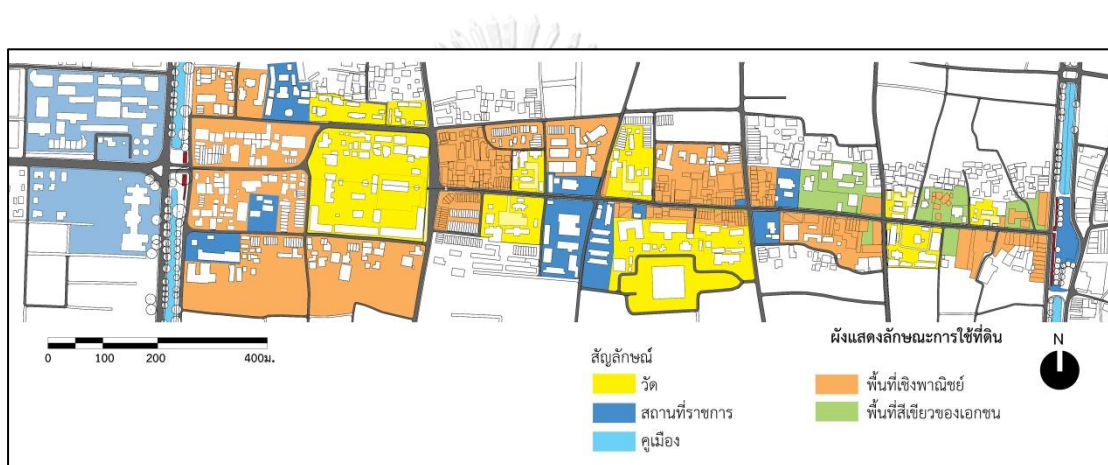 0 100 200 400ม.
สัญลักษณ์
วัด
สถานที่ราชการ
คูเมือง
ผังแสดงลักษณะการใช้ที่ดิน
พื้นที่เชิงพาณิชย์
พื้นที่สีเขียวของเอกชน
N